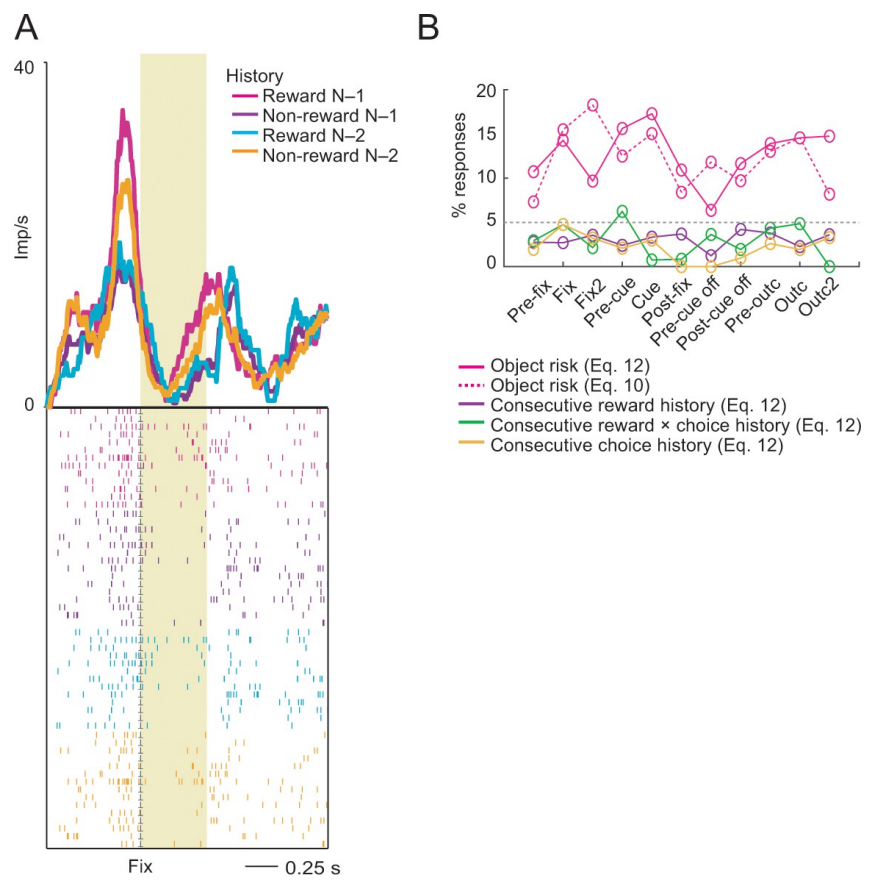 A
40
Imp/s
0
History
Reward N–1
Non-reward N–1
Reward N–2
Non-reward N–2
Fix
0.25 s
B
20
15
10
5
0
% responses
Pre-fix
Fix
Fix2
Pre-cue
Cue
Post-fix
Pre-cue off
Post-cue off
Pre-outc
Outc
Outc2
Object risk (Eq. 12)
Object risk (Eq. 10)
Consecutive reward history (Eq. 12)
Consecutive reward × choice history (Eq. 12)
Consecutive choice history (Eq. 12)